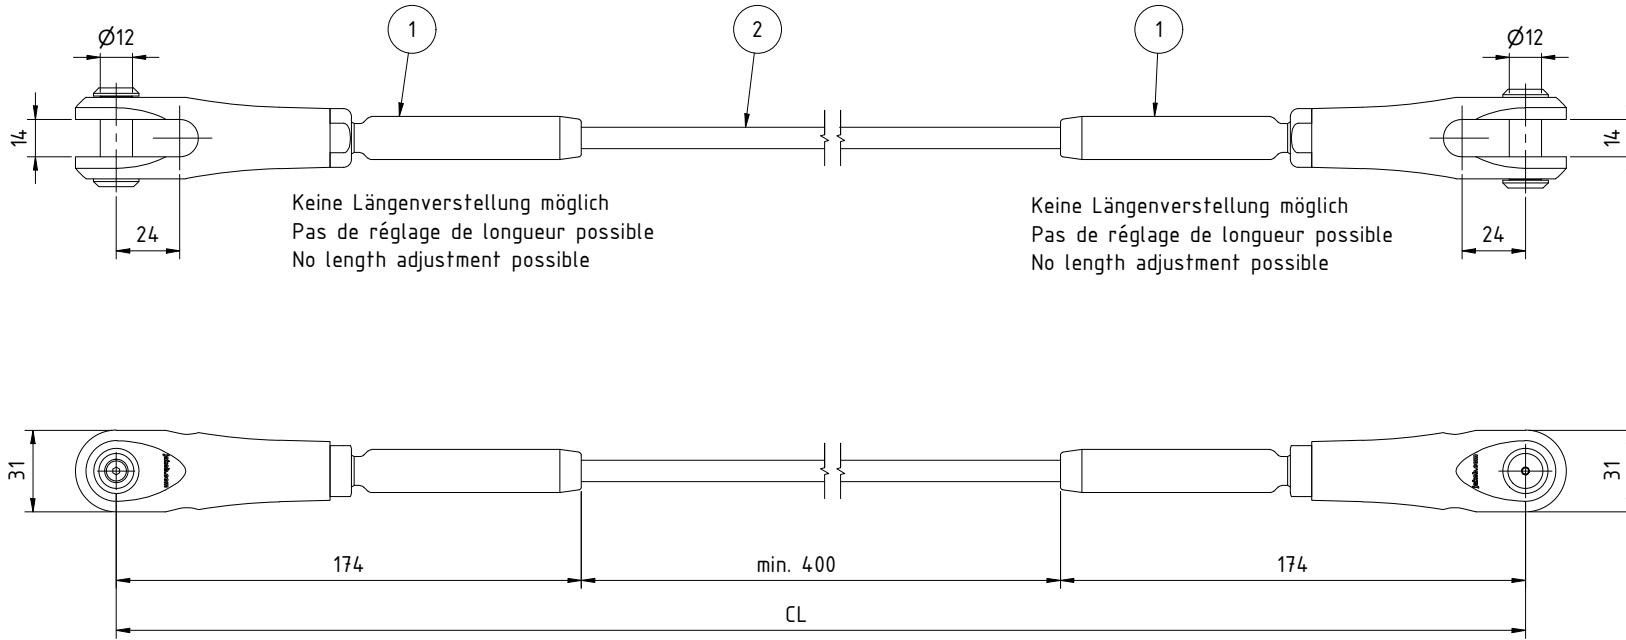 1
2
1
Ø12
Ø12
14
14
Keine Längenverstellung möglich
Pas de réglage de longueur possible
No length adjustment possible
Keine Längenverstellung möglich
Pas de réglage de longueur possible
No length adjustment possible
24
24
31
31
174
min. 400
174
CL